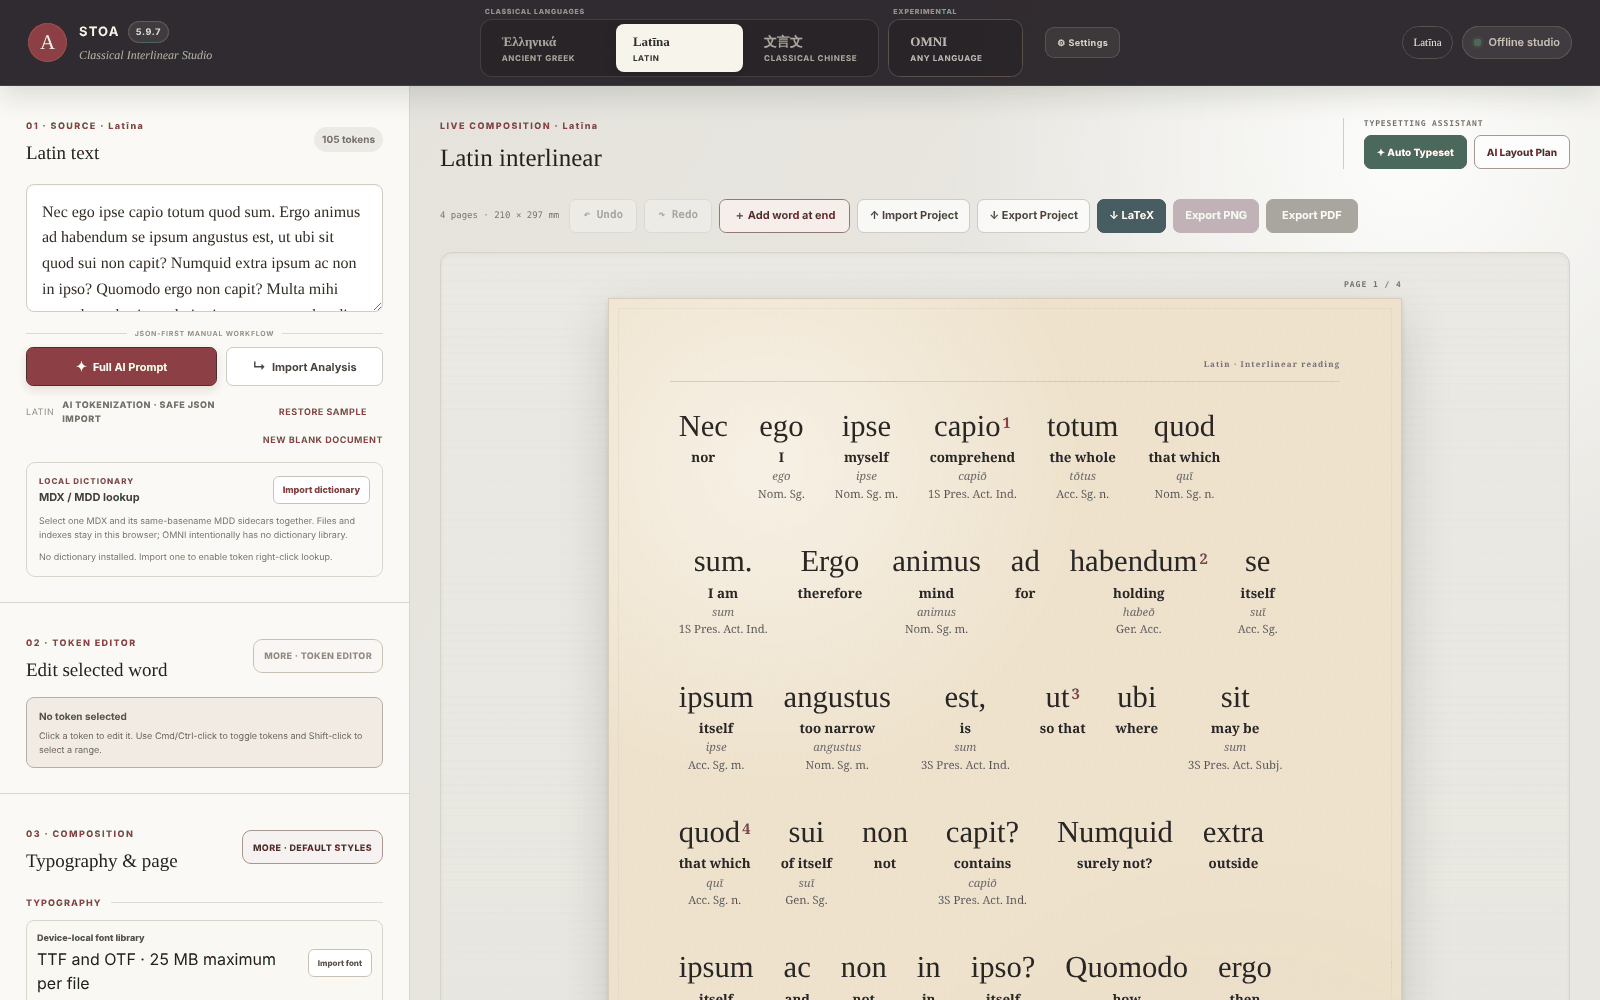 A
STOA 5.9.7
Classical Interlinear Studio
CLASSICAL LANGUAGES
Ἑλληνικά
ANCIENT GREEK
Latīna
LATIN
文言文
CLASSICAL CHINESE
EXPERIMENTAL
OMNI
ANY LANGUAGE
⚙ Settings
Latīna
Offline studio
01 · SOURCE · Latīna
Latin text
105 tokens
Nec ego ipse capio totum quod sum. Ergo animus
ad habendum se ipsum angustus est, ut ubi sit
quod sui non capit? Numquid extra ipsum ac non
in ipso? Quomodo ergo non capit? Multa mihi
JSON-FIRST MANUAL WORKFLOW
✦ Full AI Prompt
↳ Import Analysis
LATIN AI TOKENIZATION · SAFE JSON
IMPORT
RESTORE SAMPLE
NEW BLANK DOCUMENT
LOCAL DICTIONARY
MDX / MDD lookup
Import dictionary
Select one MDX and its same-basename MDD sidecars together. Files and
indexes stay in this browser; OMNI intentionally has no dictionary library.
No dictionary installed. Import one to enable token right-click lookup.
02 · TOKEN EDITOR
Edit selected word
MORE · TOKEN EDITOR
No token selected
Click a token to edit it. Use Cmd/Ctrl-click to toggle tokens and Shift-click to
select a range.
03 · COMPOSITION
Typography & page
MORE · DEFAULT STYLES
TYPOGRAPHY
Device-local font library
TTF and OTF · 25 MB maximum
per file
Import font
LIVE COMPOSITION · Latīna
Latin interlinear
TYPESETTING ASSISTANT
✦ Auto Typeset
AI Layout Plan
4 pages · 210 × 297 mm
↶ Undo
↷ Redo
+ Add word at end
↑ Import Project
↓ Export Project
↓ LaTeX
Export PNG
Export PDF
PAGE 1 / 4
Latin · Interlinear reading
Nec ego ipse capio1 totum quod
nor I myself comprehend the whole that which
ego ipse capiō tōtus quī
Nom. Sg. Nom. Sg. m. 1S Pres. Act. Ind. Acc. Sg. n. Nom. Sg. n.
sum. Ergo animus ad habendum2 se
I am therefore mind for holding itself
sum animus habeō suī
1S Pres. Act. Ind. Nom. Sg. m. Ger. Acc. Acc. Sg.
ipsum angustus est, ut3 ubi sit
itself too narrow is so that where may be
ipse angustus sum sum
Acc. Sg. m. Nom. Sg. m. 3S Pres. Act. Ind. 3S Pres. Act. Subj.
quod4 sui non capit? Numquid extra
that which of itself not contains surely not? outside
quī suī capiō
Acc. Sg. n. Gen. Sg. 3S Pres. Act. Ind.
ipsum ac non in ipso? Quomodo ergo
itself and not in itself how then